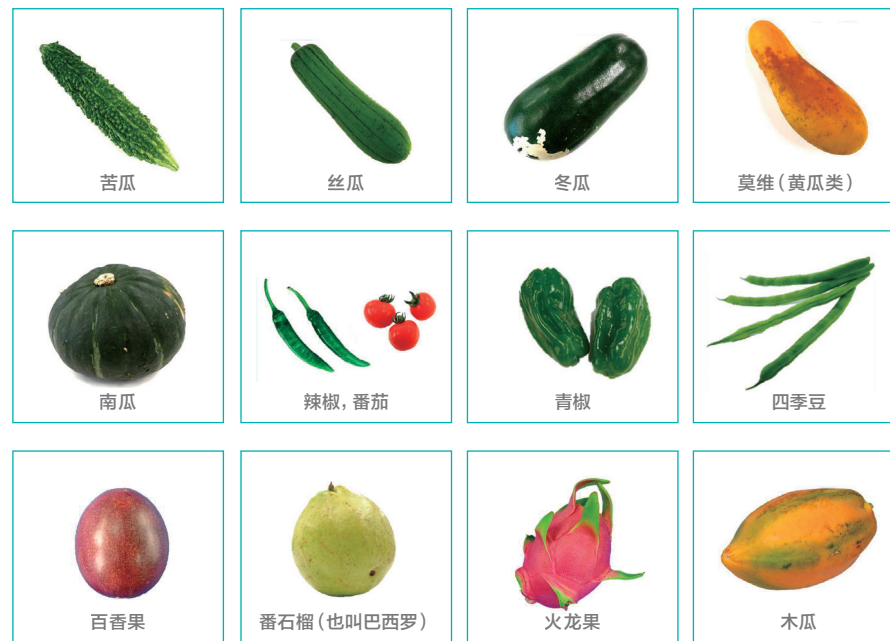 苦瓜
丝瓜
冬瓜
莫维(黄瓜类)
南瓜
辣椒,番茄
青椒
四季豆
百香果
番石榴(也叫巴西罗)
火龙果
木瓜